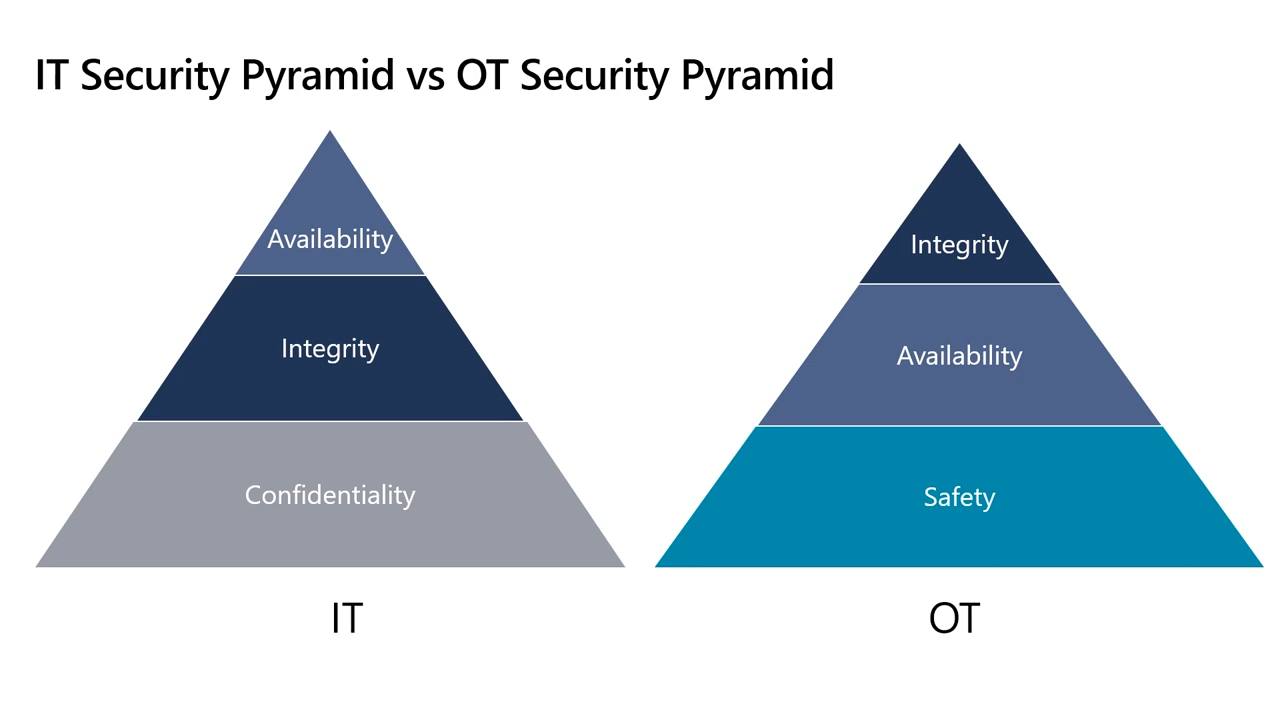 IT Security Pyramid vs OT Security Pyramid
Availability
Integrity
Confidentiality
IT
Integrity
Availability
Safety
OT